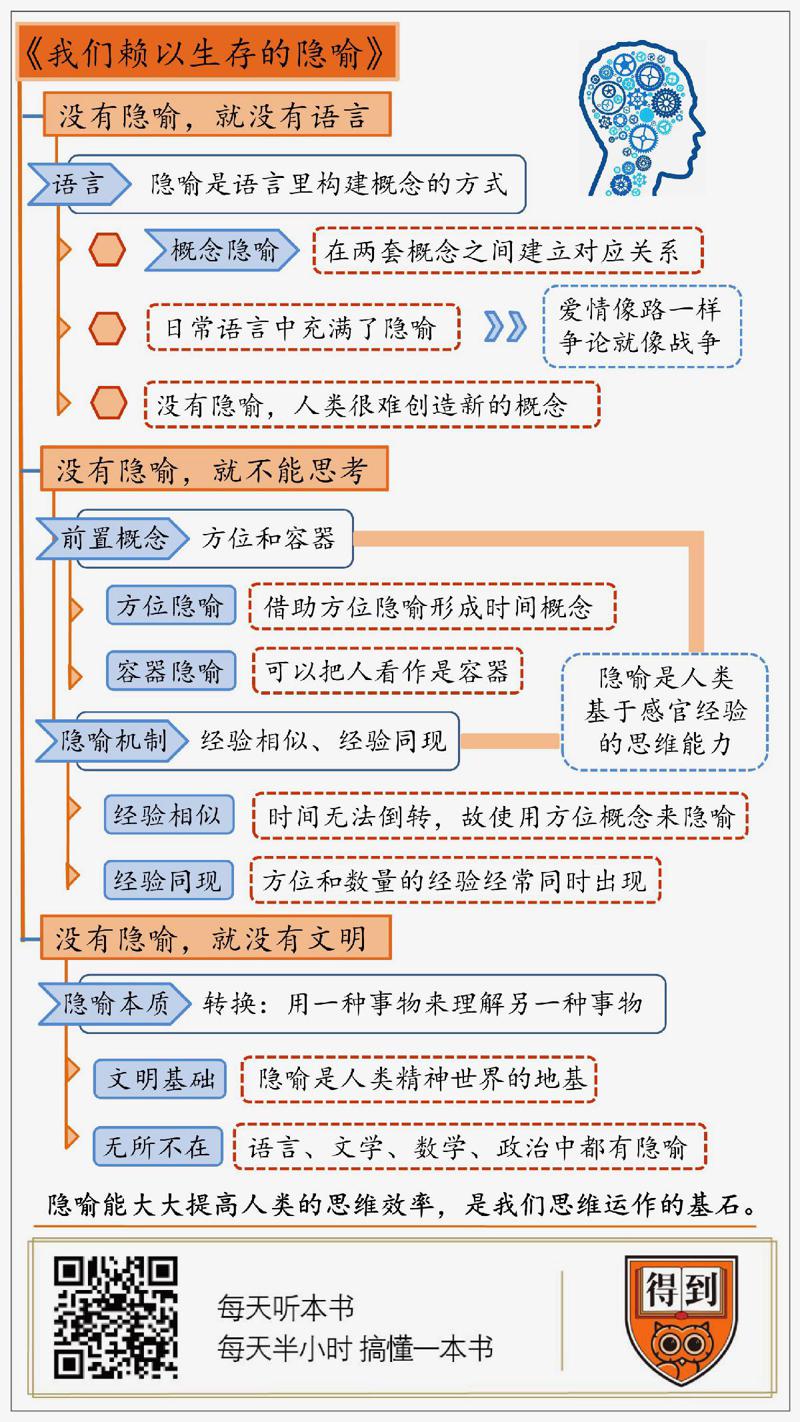 《我们赖以生存的隐喻》
没有隐喻，就没有语言
语言 隐喻是语言里构建概念的方式
概念隐喻 在两套概念之间建立对应关系
日常语言中充满了隐喻
爱情像路一样
争论就像战争
没有隐喻，人类很难创造新的概念
没有隐喻，就不能思考
前置概念 方位和容器
方位隐喻 借助方位隐喻形成时间概念
容器隐喻 可以把人看作是容器
隐喻是人类
基于感官经验
的思维能力
隐喻机制 经验相似、经验同现
经验相似 时间无法倒转，故使用方位概念来隐喻
经验同现 方位和数量的经验经常同时出现
没有隐喻，就没有文明
隐喻本质 转换：用一种事物来理解另一种事物
文明基础 隐喻是人类精神世界的地基
无所不在 语言、文学、数学、政治中都有隐喻
隐喻能大大提高人类的思维效率，是我们思维运作的基石。
每天听本书
每天半小时 搞懂一本书
得到